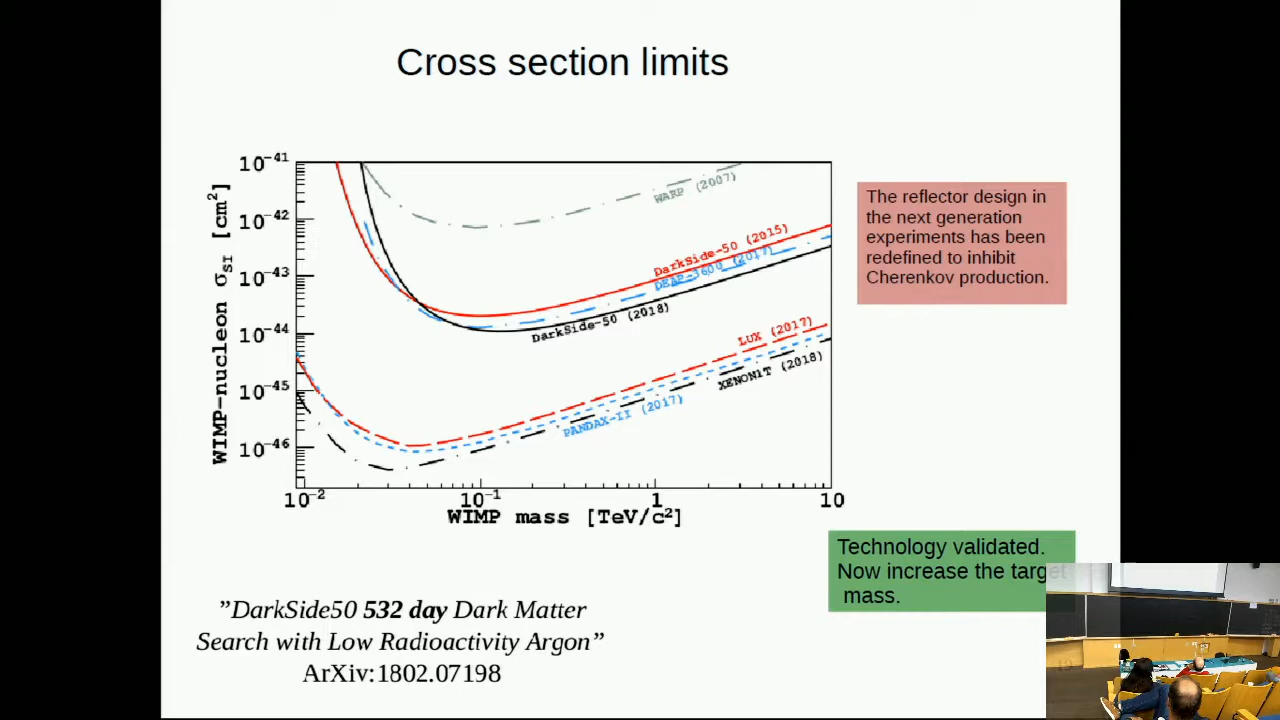 Cross section limits
10⁻⁴¹
10⁻⁴²
10⁻⁴³
10⁻⁴⁴
10⁻⁴⁵
10⁻⁴⁶
WIMP-nucleon σSI [cm²]
WARP (2007)
DarkSide-50 (2015)
DEAP-3600 (2017)
DarkSide-50 (2018)
LUX (2017)
XENON1T (2018)
PANDAX-II (2017)
10⁻²
10⁻¹
1
10
WIMP mass [TeV/c²]
The reflector design in
the next generation
experiments has been
redefined to inhibit
Cherenkov production.
Technology validated.
Now increase the target
mass.
”DarkSide50 532 day Dark Matter
Search with Low Radioactivity Argon”
ArXiv:1802.07198